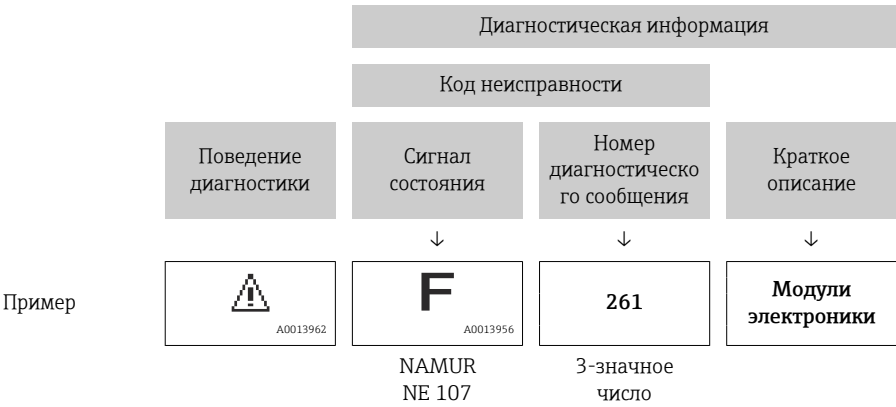 Диагностическая информация
Код неисправности
Поведение
диагностики
Сигнал
состояния
Номер
диагностическо
го сообщения
Краткое
описание
↓ ↓ ↓
Пример
A0013962
F
A0013956
261
Модули
электроники
NAMUR
NE 107
3-значное
число